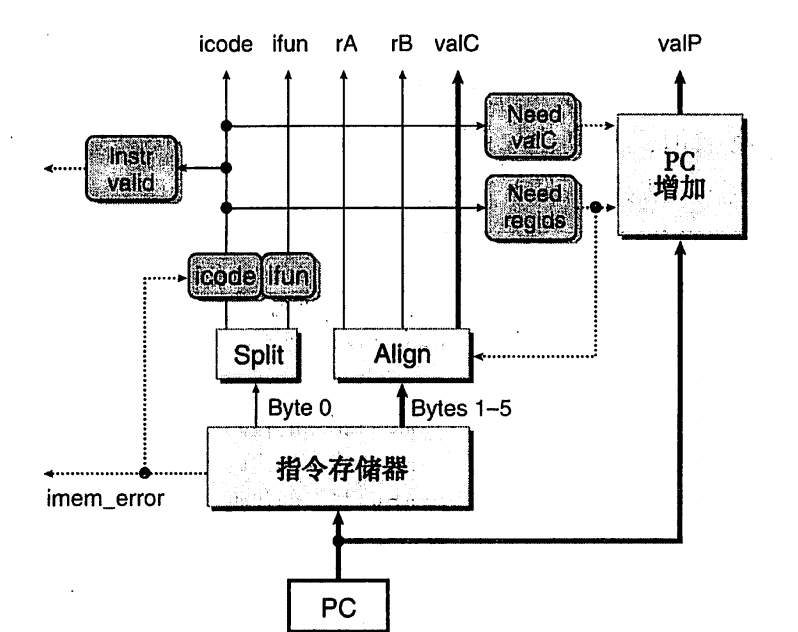 icode ifun rA rB valC valP
Need
valC
Instr
valid
PC
增加
Need
regids
icode ifun
Split
Align
Byte 0
Bytes 1–5
指令存储器
imem_error
PC